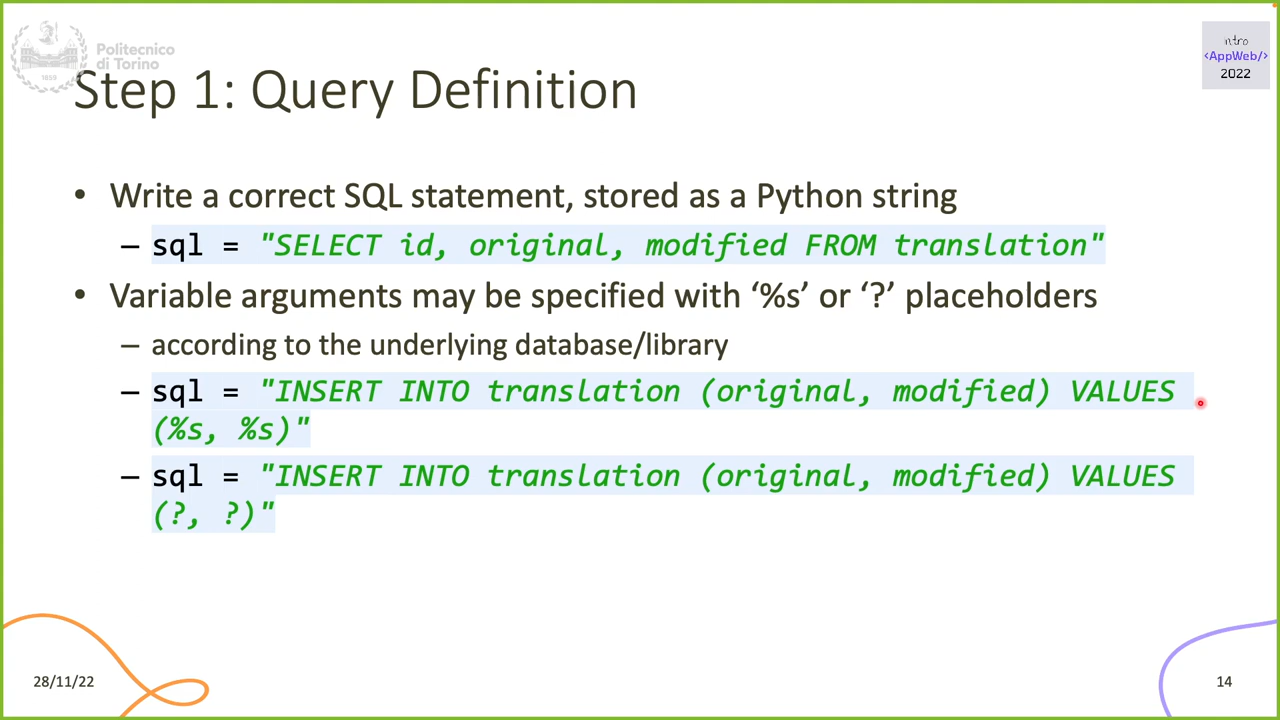 Politecnico
di Torino
1859
intro
<AppWeb/>
2022
Step 1: Query Definition
• Write a correct SQL statement, stored as a Python string
– sql = "SELECT id, original, modified FROM translation"
• Variable arguments may be specified with ‘%s’ or ‘?’ placeholders
– according to the underlying database/library
– sql = "INSERT INTO translation (original, modified) VALUES
(%s, %s)"
– sql = "INSERT INTO translation (original, modified) VALUES
(?, ?)"
28/11/22
14